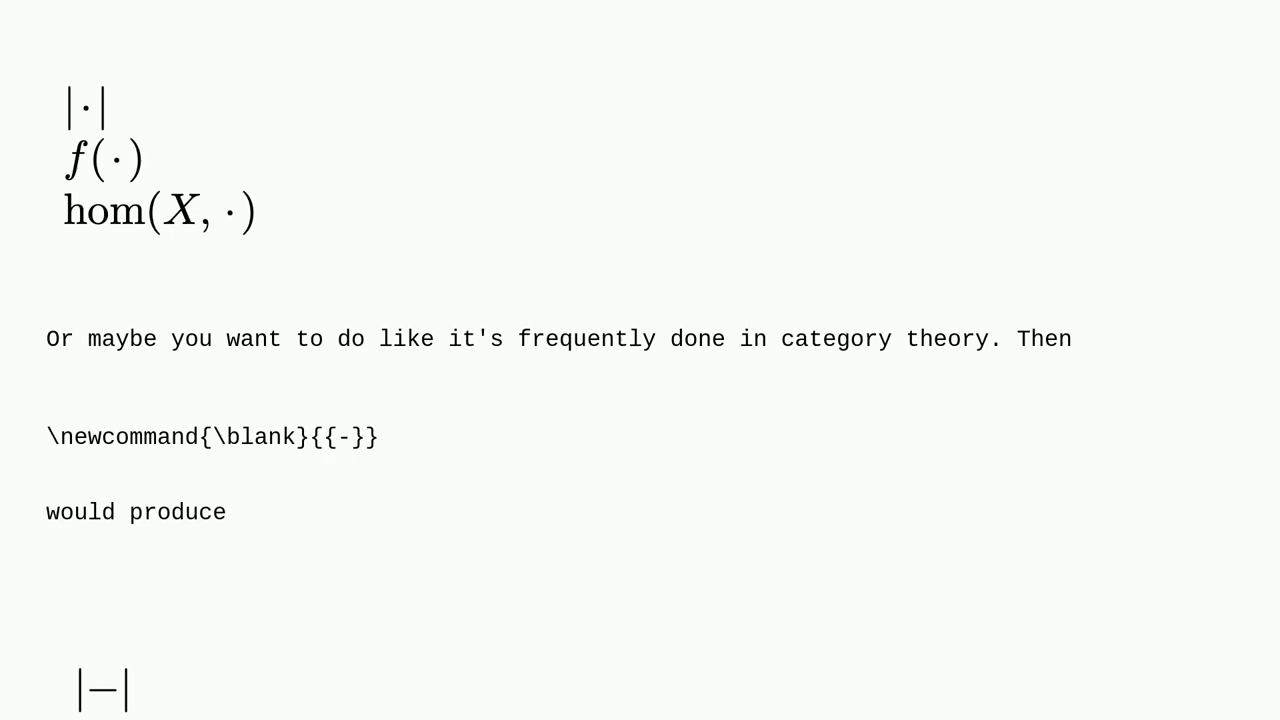 |·|
f(·)
hom(X, ·)
Or maybe you want to do like it's frequently done in category theory. Then
\newcommand{\blank}{{-}}
would produce
|−|